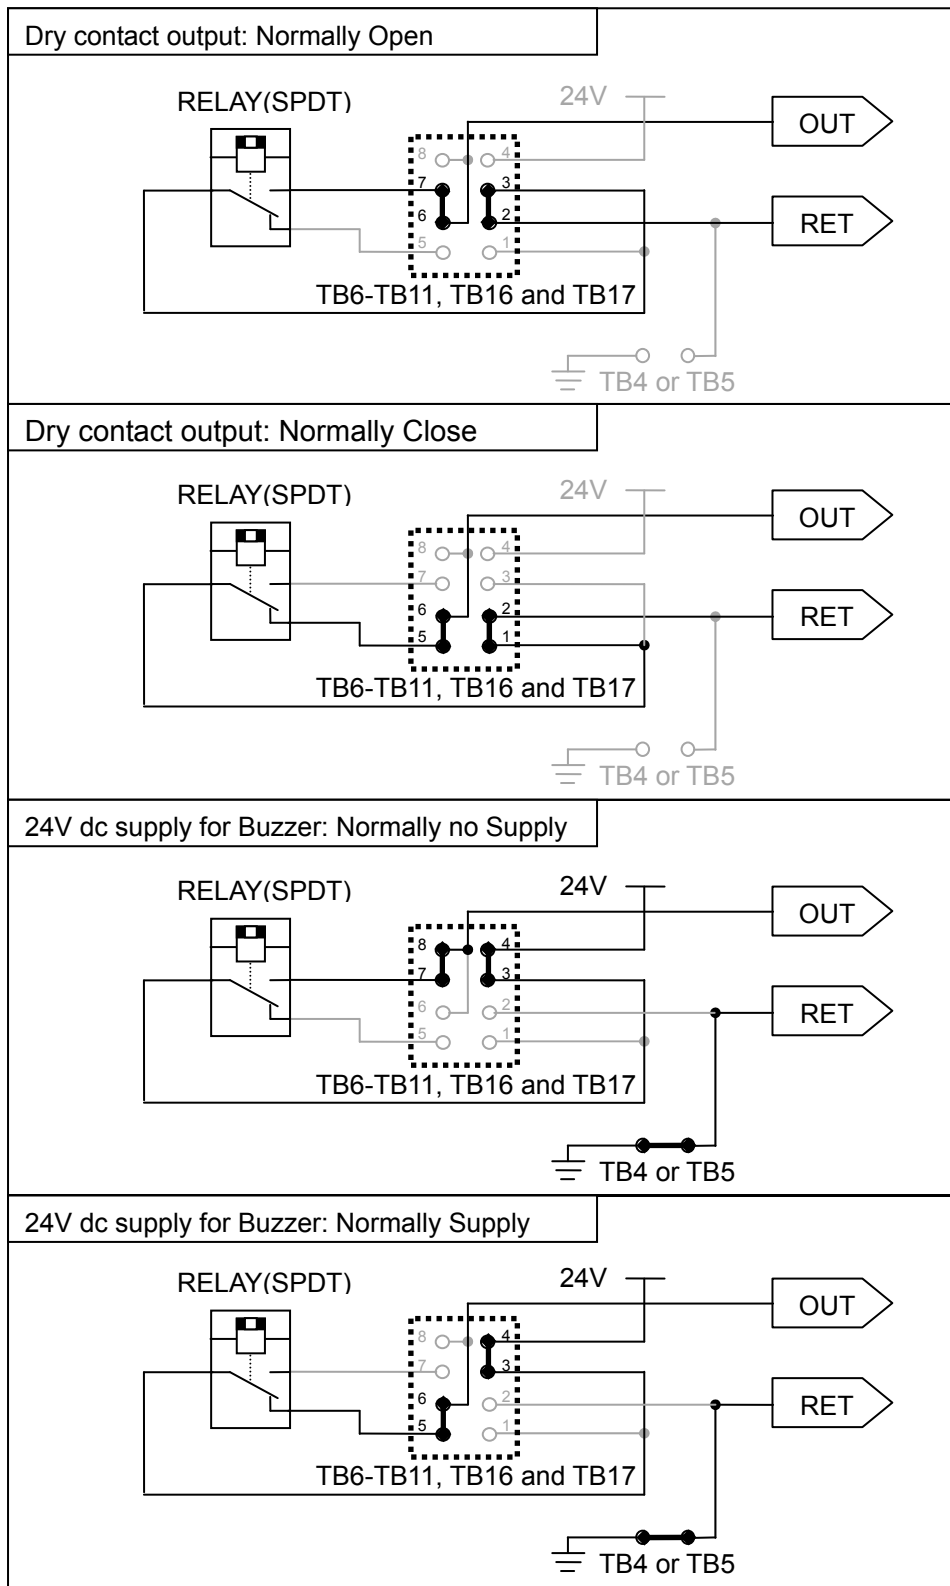 Dry contact output: Normally Open
RELAY(SPDT)
24V
OUT
8 4
7 3
6 2
RET
5 1
TB6-TB11, TB16 and TB17
TB4 or TB5
Dry contact output: Normally Close
RELAY(SPDT)
24V
OUT
8 4
7 3
6 2
RET
5 1
TB6-TB11, TB16 and TB17
TB4 or TB5
24V dc supply for Buzzer: Normally no Supply
RELAY(SPDT)
24V
OUT
8 4
7 3
6 2
RET
5 1
TB6-TB11, TB16 and TB17
TB4 or TB5
24V dc supply for Buzzer: Normally Supply
RELAY(SPDT)
24V
OUT
8 4
7 3
6 2
RET
5 1
TB6-TB11, TB16 and TB17
TB4 or TB5